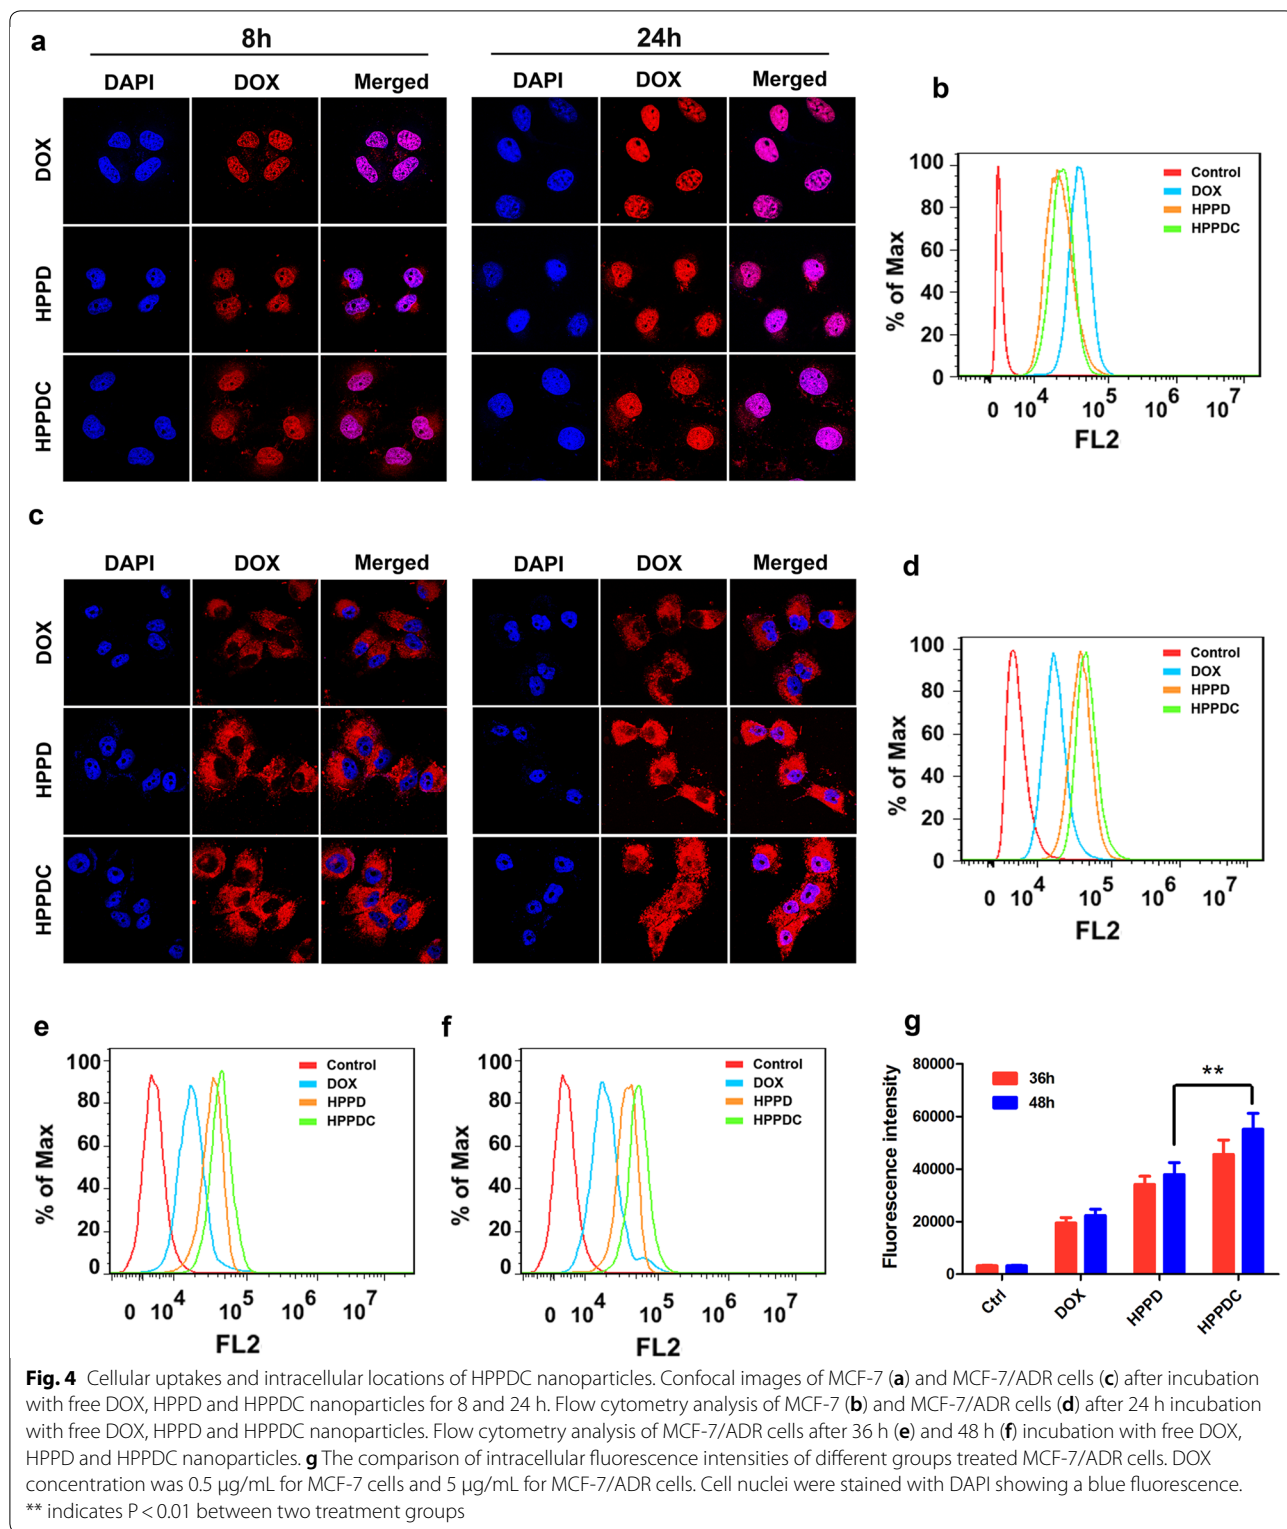 a
8h
24h
DAPI DOX Merged
DAPI DOX Merged
DOX
HPPD
HPPDC
b
% of Max
100
80
60
40
20
0
0 10^4 10^5 10^6 10^7
FL2
Control
DOX
HPPD
HPPDC
c
DAPI DOX Merged
DAPI DOX Merged
DOX
HPPD
HPPDC
d
% of Max
100
80
60
40
20
0
0 10^4 10^5 10^6 10^7
FL2
Control
DOX
HPPD
HPPDC
e
% of Max
100
80
60
40
20
0
0 10^4 10^5 10^6 10^7
FL2
Control
DOX
HPPD
HPPDC
f
% of Max
100
80
60
40
20
0
0 10^4 10^5 10^6 10^7
FL2
Control
DOX
HPPD
HPPDC
g
Fluorescence intensity
80000
60000
40000
20000
0
36h
48h
**
Ctrl
DOX
HPPD
HPPDC
Fig. 4 Cellular uptakes and intracellular locations of HPPDC nanoparticles. Confocal images of MCF-7 (a) and MCF-7/ADR cells (c) after incubation
with free DOX, HPPD and HPPDC nanoparticles for 8 and 24 h. Flow cytometry analysis of MCF-7 (b) and MCF-7/ADR cells (d) after 24 h incubation
with free DOX, HPPD and HPPDC nanoparticles. Flow cytometry analysis of MCF-7/ADR cells after 36 h (e) and 48 h (f) incubation with free DOX,
HPPD and HPPDC nanoparticles. g The comparison of intracellular fluorescence intensities of different groups treated MCF-7/ADR cells. DOX
concentration was 0.5 μg/mL for MCF-7 cells and 5 μg/mL for MCF-7/ADR cells. Cell nuclei were stained with DAPI showing a blue fluorescence.
** indicates P < 0.01 between two treatment groups